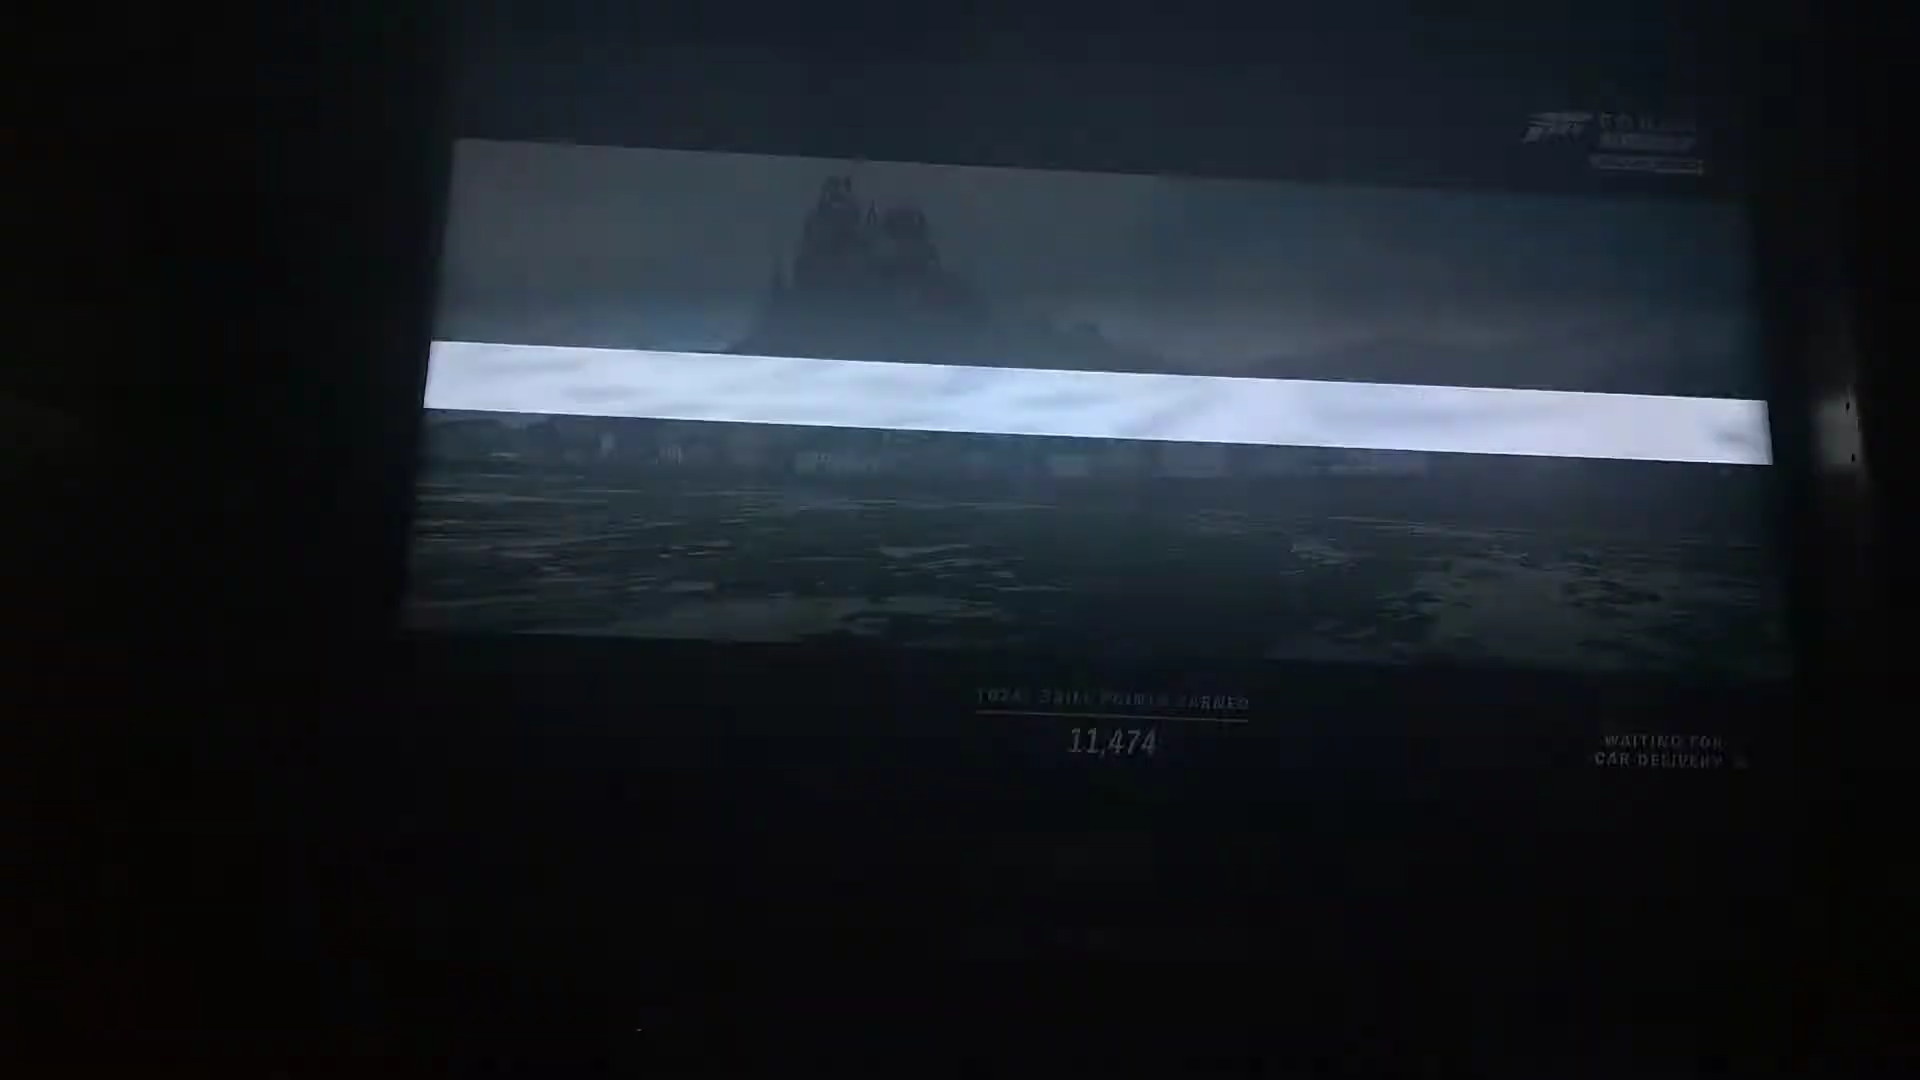 TOTAL SKILL POINTS EARNED
11,474
WAITING FOR
CAR DELIVERY